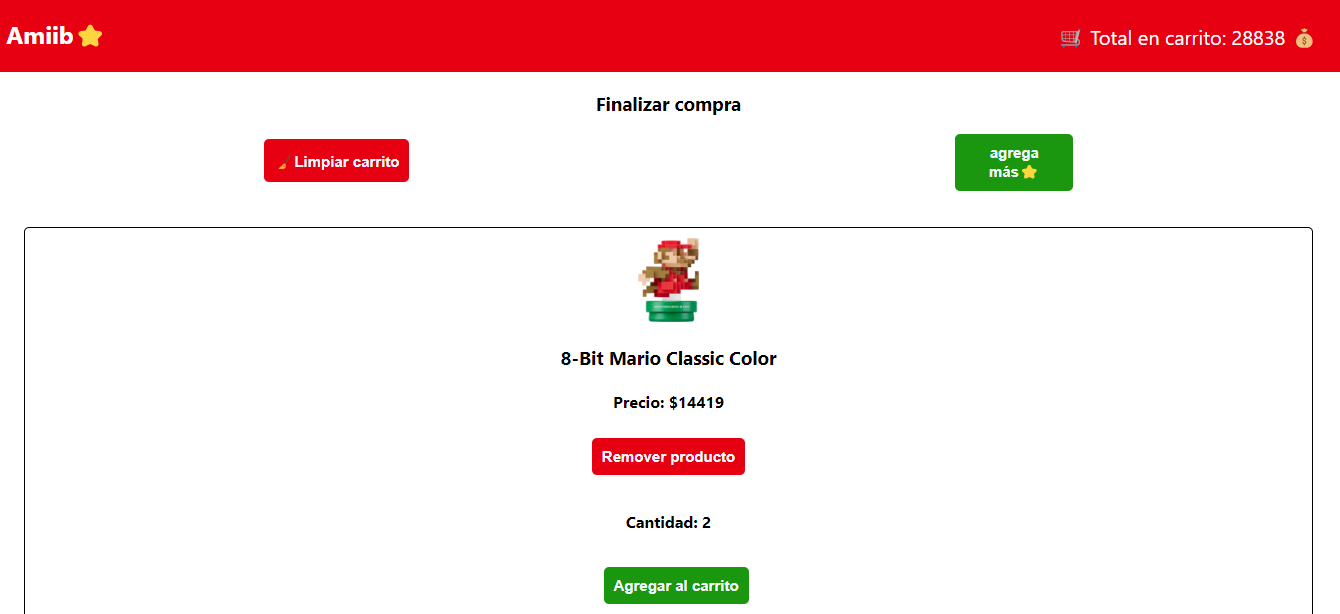 Amiib⭐
🛒 Total en carrito: 28838 💰
Finalizar compra
🧹Limpiar carrito
agrega
más⭐
8-Bit Mario Classic Color
Precio: $14419
Remover producto
Cantidad: 2
Agregar al carrito